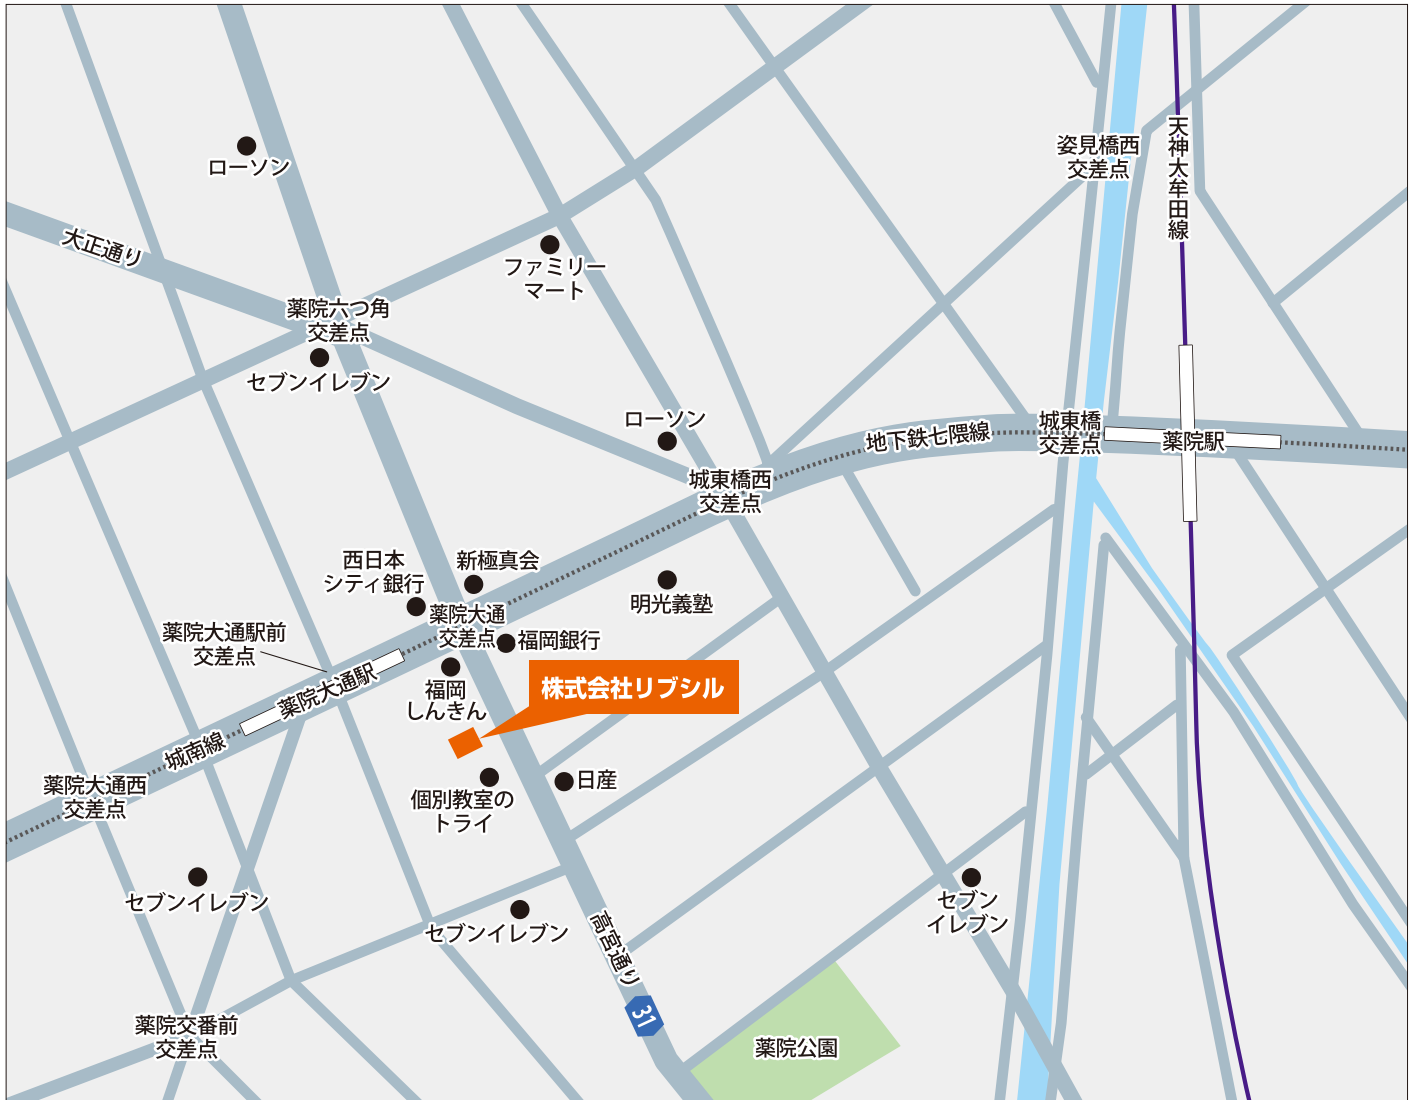 姿見橋西
交差点
天神大牟田線
ローソン
大正通り
ファミリー
マート
薬院六つ角
交差点
セブンイレブン
ローソン
地下鉄七隈線
城東橋
交差点
薬院駅
城東橋西
交差点
西日本
シティ銀行
新極真会
明光義塾
薬院大通
交差点
福岡銀行
薬院大通駅前
交差点
薬院大通駅
福岡
しんきん
株式会社リブシル
城南線
薬院大通西
交差点
日産
個別教室の
トライ
セブンイレブン
セブンイレブン
セブン
イレブン
高宮通り
31
薬院交番前
交差点
薬院公園